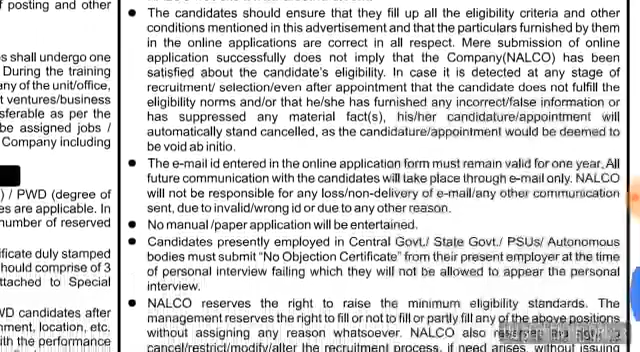 f posting and other
s shall undergo one
During the training
any of the unit/office,
t ventures/business
sferable as per the
be assigned jobs /
Company including
) / PWD (degree of
es are applicable. In
number of reserved
ificate duly stamped
hould comprise of 3
ttached to Special
WD candidates after
nment, location, etc.
ith the performance
● The candidates should ensure that they fill up all the eligibility criteria and other
conditions mentioned in this advertisement and that the particulars furnished by them
in the online applications are correct in all respect. Mere submission of online
application successfully does not imply that the Company(NALCO) has been
satisfied about the candidate's eligibility. In case it is detected at any stage of
recruitment/ selection/even after appointment that the candidate does not fulfill the
eligibility norms and/or that he/she has furnished any incorrect/false information or
has suppressed any material fact(s), his/her candidature/appointment will
automatically stand cancelled, as the candidature/appointment would be deemed to
be void ab initio.
● The e-mail id entered in the online application form must remain valid for one year. All
future communication with the candidates will take place through e-mail only. NALCO
will not be responsible for any loss/non-delivery of e-mail/any other communication
sent, due to invalid/wrong id or due to any other reason.
● No manual /paper application will be entertained.
● Candidates presently employed in Central Govt./ State Govt./ PSUs/ Autonomous
bodies must submit "No Objection Certificate" from their present employer at the time
of personal interview failing which they will not be allowed to appear the personal
interview.
● NALCO reserves the right to raise the minimum eligibility standards. The
management reserves the right to fill or not to fill or partly fill any of the above positions
without assigning any reason whatsoever. NALCO also
cancel/restrict/modify/alter the recruitment process, if need arises, without issuing